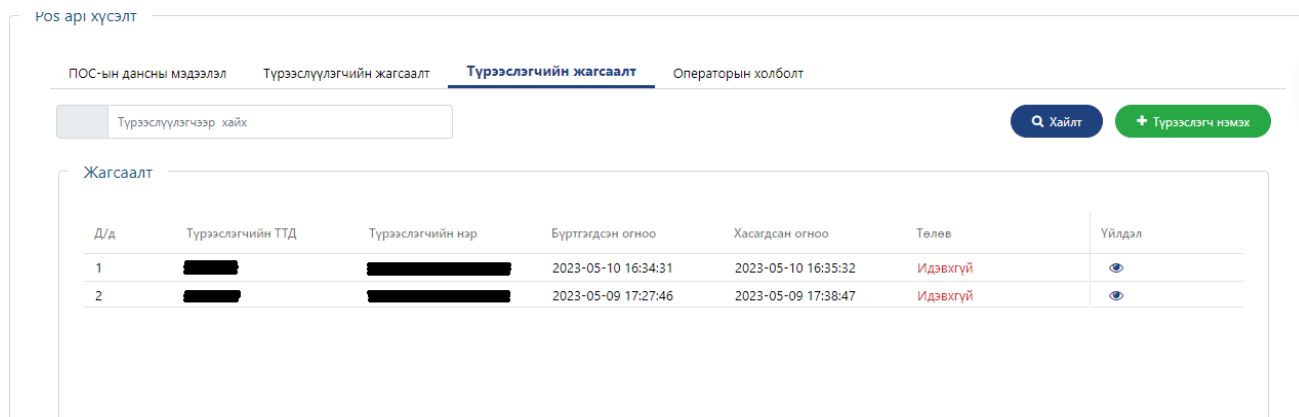 Pos api хүсэлт
ПОС-ын дансны мэдээлэл Түрээслүүлэгчийн жагсаалт Түрээслэгчийн жагсаалт Операторын холболт
Түрээслүүлэгчээр хайх Хайлт + Түрээслэгч нэмэх
Жагсаалт
Д/д Түрээслэгчийн ТТД Түрээслэгчийн нэр Бүртгэгдсэн огноо Хасагдсан огноо Төлөв Үйлдэл
1 2023-05-10 16:34:31 2023-05-10 16:35:32 Идэвхгүй
2 2023-05-09 17:27:46 2023-05-09 17:38:47 Идэвхгүй